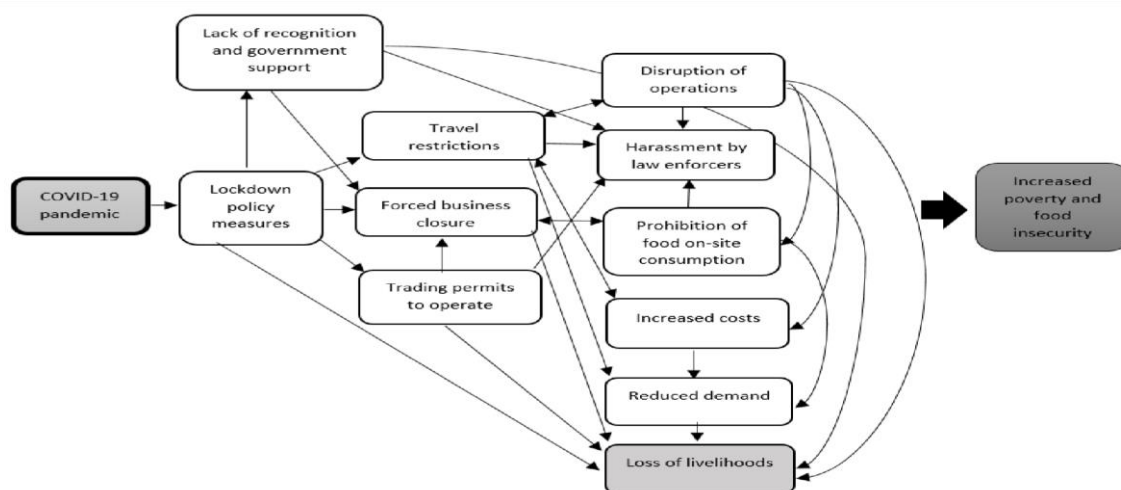 Lack of recognition
and government
support
Disruption of
operations
Travel
restrictions
Harassment by
law enforcers
COVID-19
pandemic
Lockdown
policy
measures
Forced business
closure
Prohibition of
food on-site
consumption
Increased
poverty and
food
insecurity
Trading permits
to operate
Increased costs
Reduced demand
Loss of livelihoods